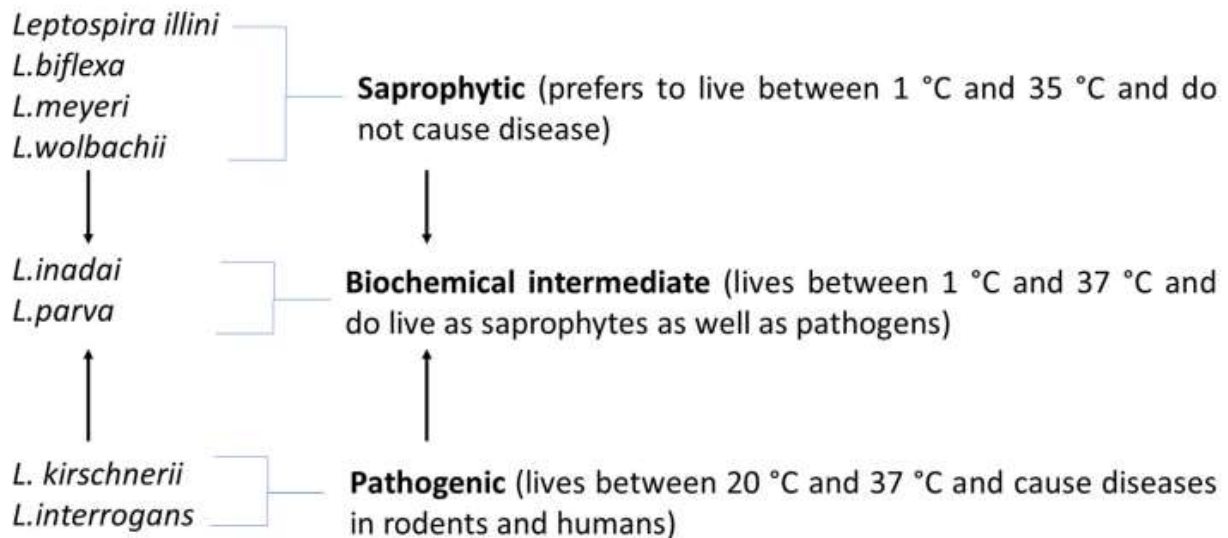 Leptospira illini
L.biflexa
L.meyeri
L.wolbachii
Saprophytic (prefers to live between 1 °C and 35 °C and do
not cause disease)
L.inadai
L.parva
Biochemical intermediate (lives between 1 °C and 37 °C and
do live as saprophytes as well as pathogens)
L. kirschnerii
L.interrogans
Pathogenic (lives between 20 °C and 37 °C and cause diseases
in rodents and humans)